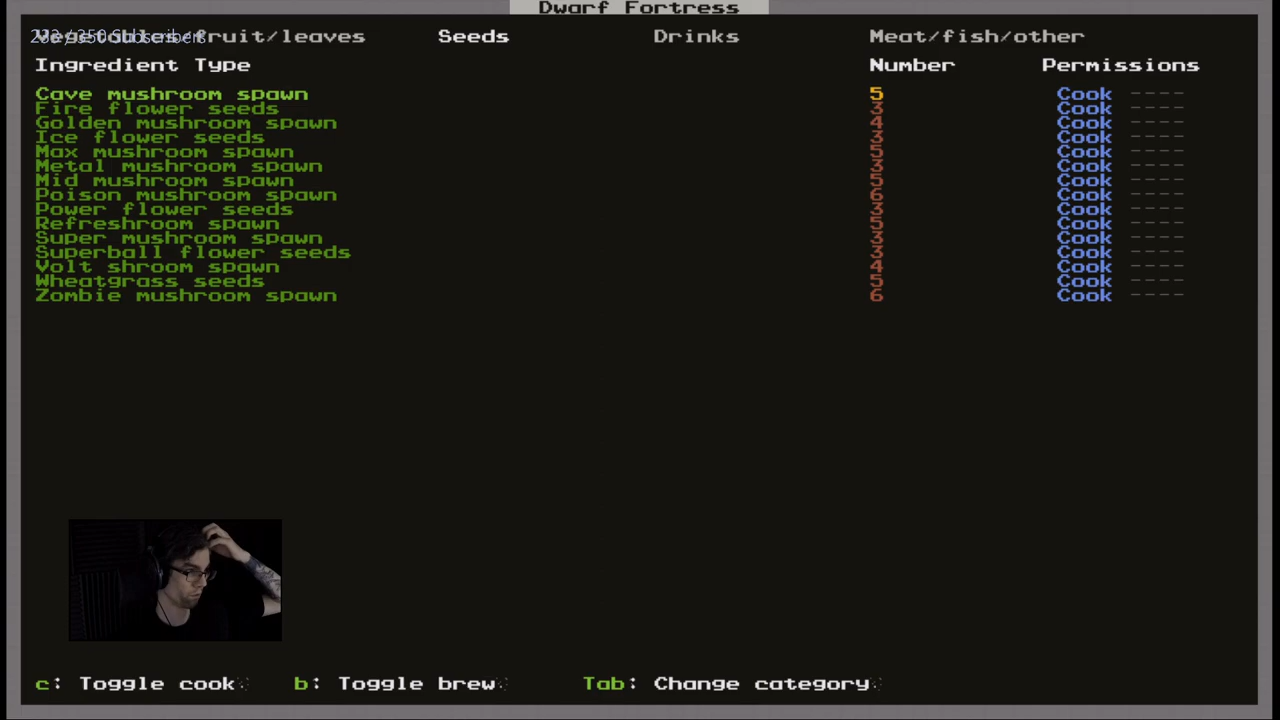 Dwarf Fortress
Vegetables/fruit/leaves Seeds Drinks Meat/fish/other
/350 Subscribers
Ingredient Type Number Permissions
Cave mushroom spawn 5 Cook ----
Fire flower seeds 3 Cook ----
Golden mushroom spawn 4 Cook ----
Ice flower seeds 3 Cook ----
Max mushroom spawn 5 Cook ----
Metal mushroom spawn 3 Cook ----
Mid mushroom spawn 5 Cook ----
Poison mushroom spawn 6 Cook ----
Power flower seeds 3 Cook ----
Refreshroom spawn 5 Cook ----
Super mushroom spawn 3 Cook ----
Superball flower seeds 3 Cook ----
Volt shroom spawn 4 Cook ----
Wheatgrass seeds 5 Cook ----
Zombie mushroom spawn 6 Cook ----
c: Toggle cook b: Toggle brew Tab: Change category